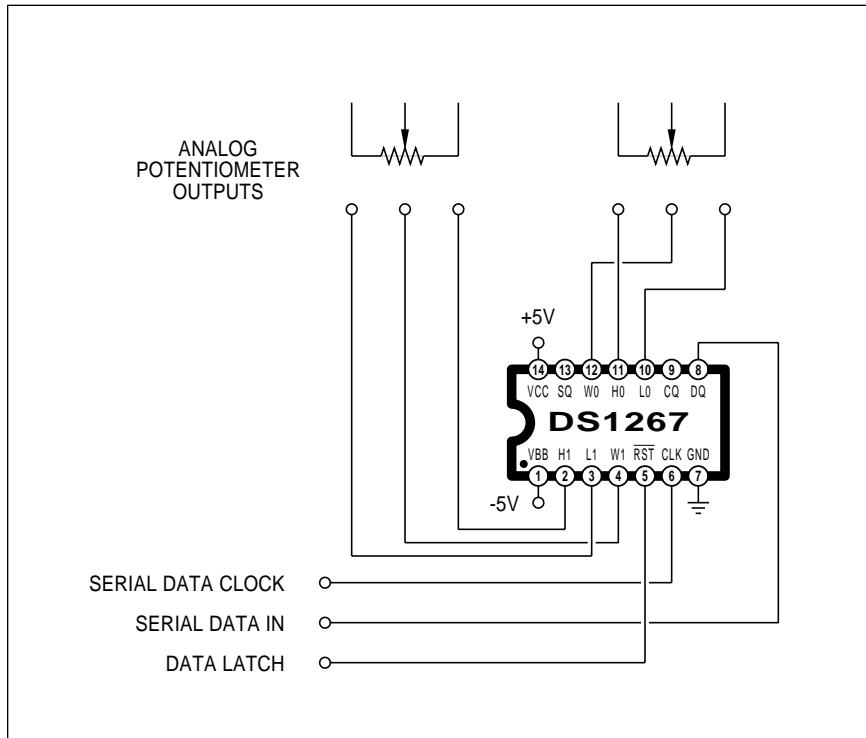 ANALOG
POTENTIOMETER
OUTPUTS
+5V
14 13 12 11 10 9 8
VCC SQ W0 H0 L0 CQ DQ
DS1267
VBB H1 L1 W1 RST CLK GND
1 2 3 4 5 6 7
-5V
SERIAL DATA CLOCK
SERIAL DATA IN
DATA LATCH